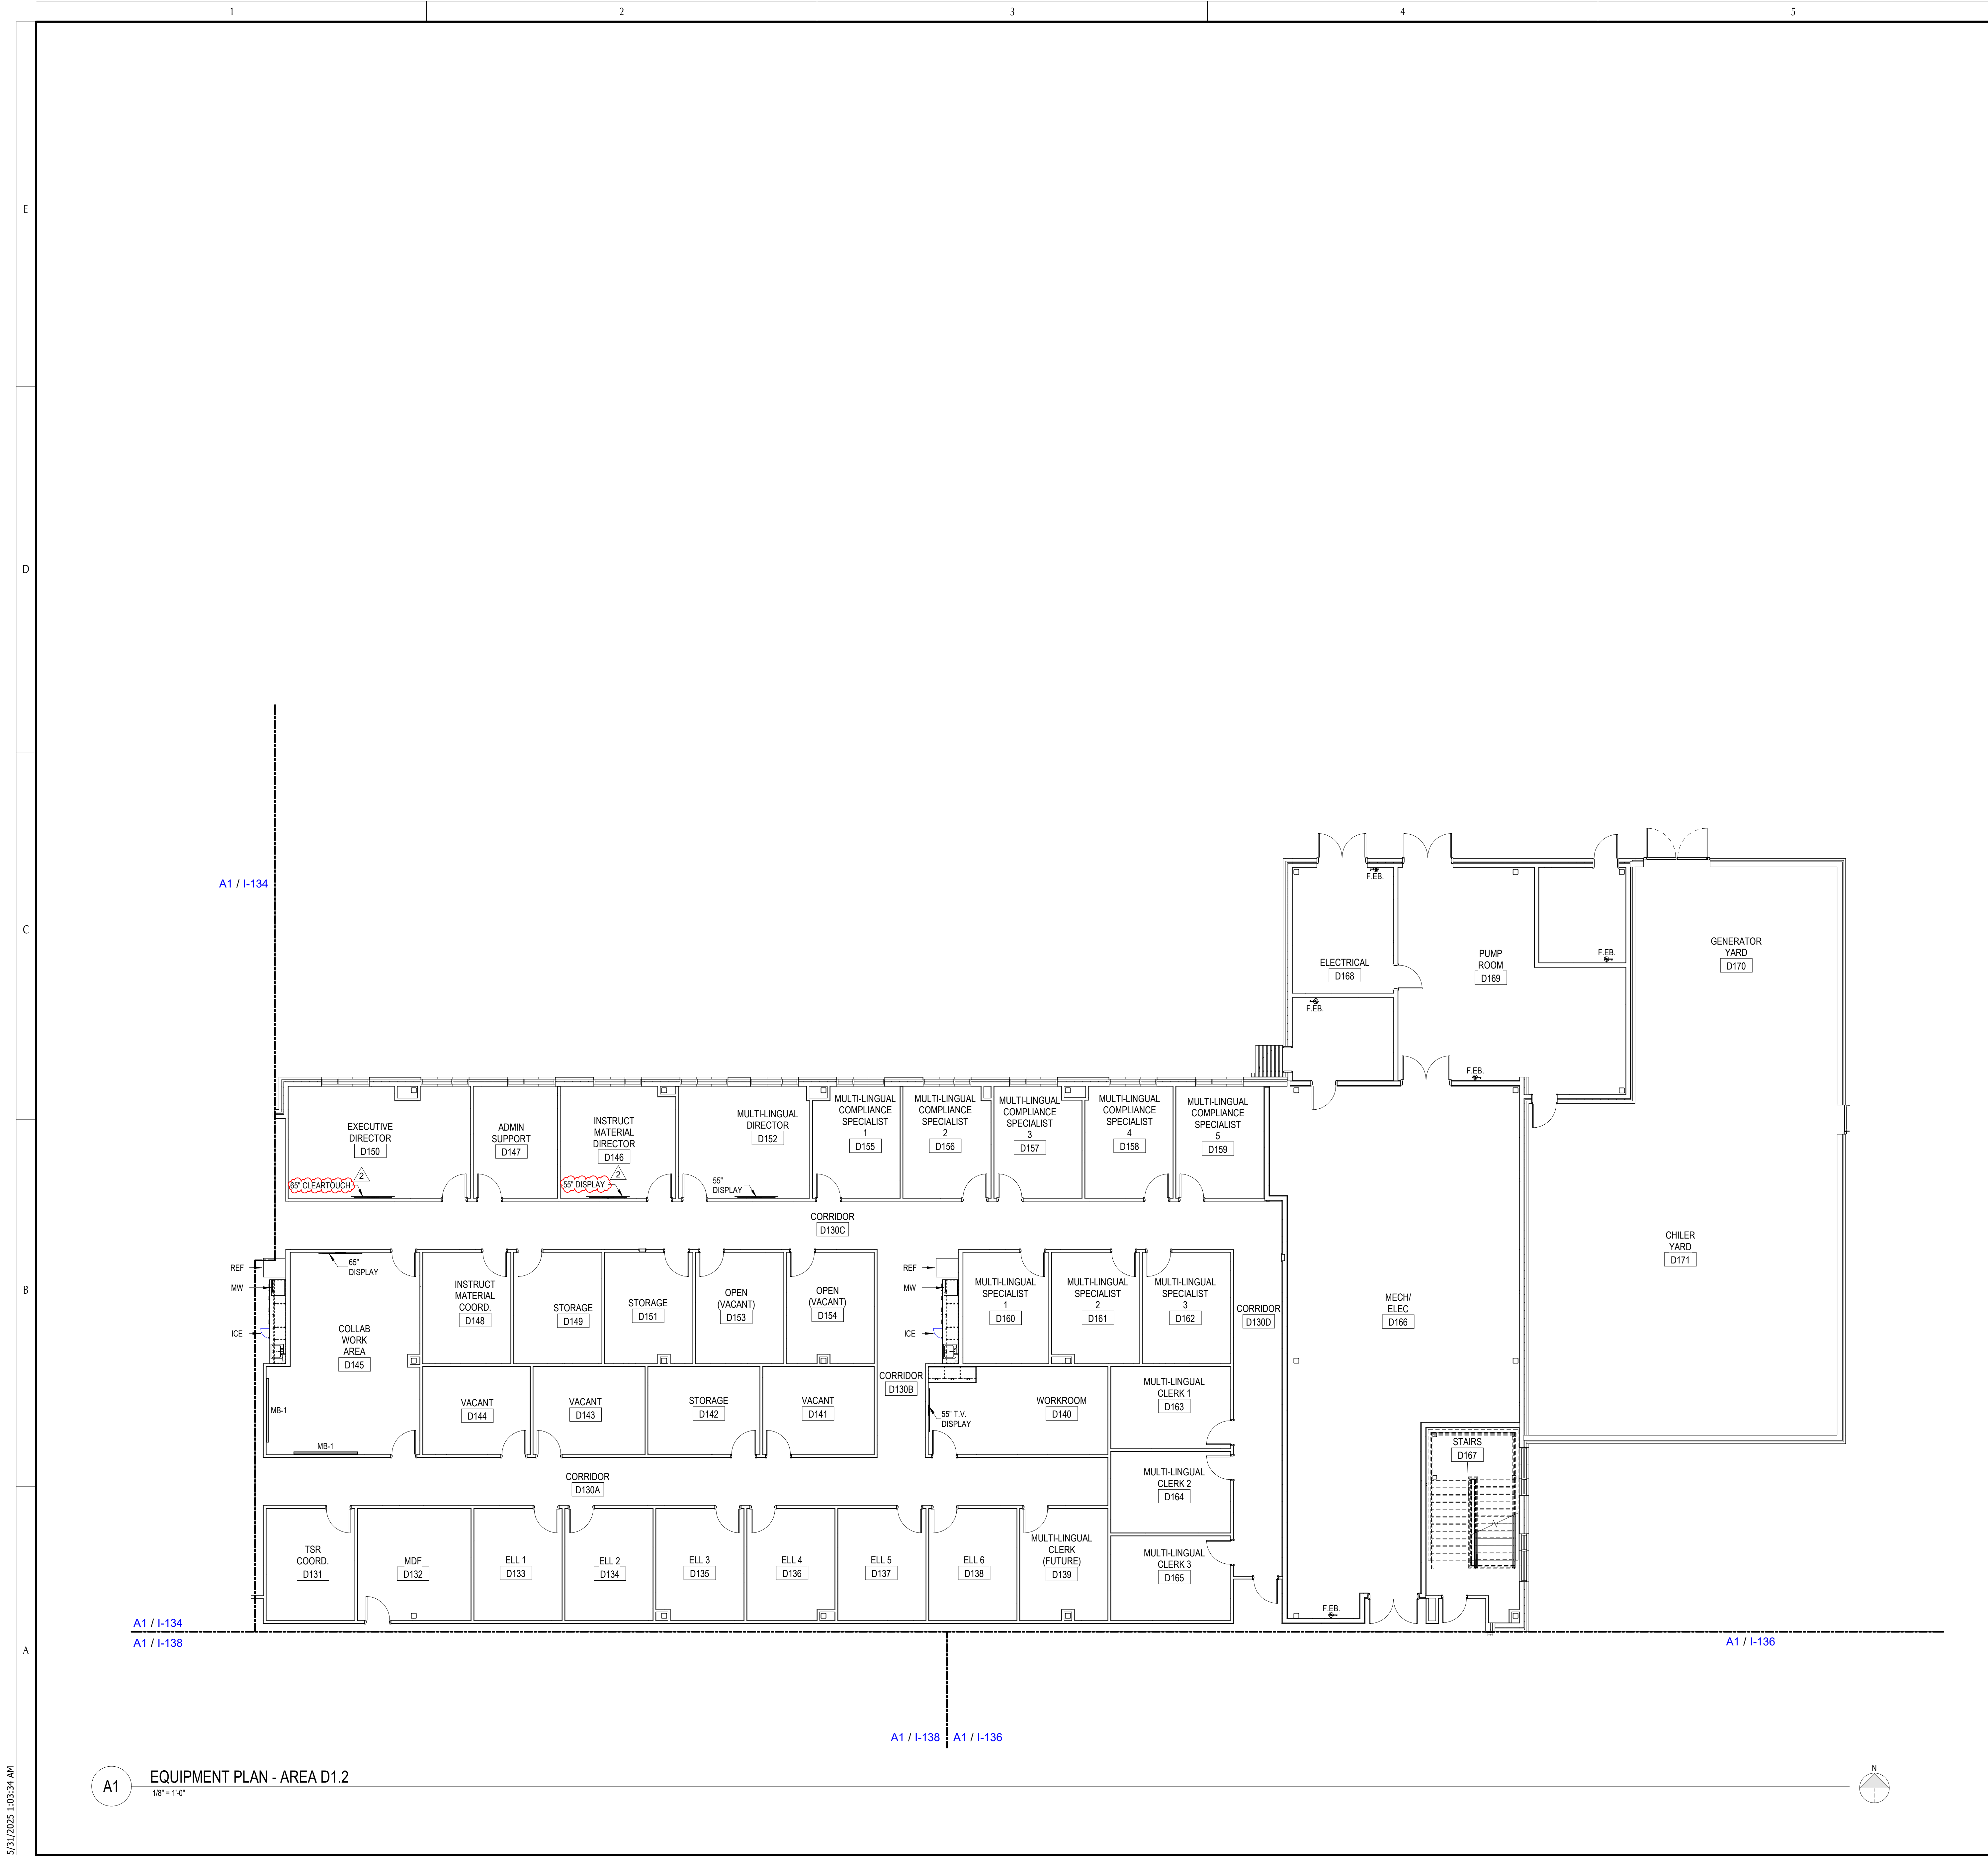 1
2
3
4
5
E
D
C
B
A
A1 / I-134
F.EB.
ELECTRICAL
D168
PUMP
ROOM
D169
F.EB.
GENERATOR
YARD
D170
F.EB.
F.EB.
EXECUTIVE
DIRECTOR
D150
65" CLEARTOUCH
2
ADMIN
SUPPORT
D147
INSTRUCT
MATERIAL
DIRECTOR
D146
55" DISPLAY
2
MULTI-LINGUAL
DIRECTOR
D152
55"
DISPLAY
MULTI-LINGUAL
COMPLIANCE
SPECIALIST
1
D155
MULTI-LINGUAL
COMPLIANCE
SPECIALIST
2
D156
MULTI-LINGUAL
COMPLIANCE
SPECIALIST
3
D157
MULTI-LINGUAL
COMPLIANCE
SPECIALIST
4
D158
MULTI-LINGUAL
COMPLIANCE
SPECIALIST
5
D159
CORRIDOR
D130C
REF
MW
ICE
65"
DISPLAY
COLLAB
WORK
AREA
D145
MB-1
MB-1
INSTRUCT
MATERIAL
COORD.
D148
STORAGE
D149
STORAGE
D151
OPEN
(VACANT)
D153
OPEN
(VACANT)
D154
REF
MW
ICE
MULTI-LINGUAL
SPECIALIST
1
D160
MULTI-LINGUAL
SPECIALIST
2
D161
MULTI-LINGUAL
SPECIALIST
3
D162
CORRIDOR
D130D
MECH/
ELEC
D166
CHILER
YARD
D171
VACANT
D144
VACANT
D143
STORAGE
D142
VACANT
D141
CORRIDOR
D130B
55" T.V.
DISPLAY
WORKROOM
D140
MULTI-LINGUAL
CLERK 1
D163
STAIRS
D167
CORRIDOR
D130A
MULTI-LINGUAL
CLERK 2
D164
TSR
COORD.
D131
MDF
D132
ELL 1
D133
ELL 2
D134
ELL 3
D135
ELL 4
D136
ELL 5
D137
ELL 6
D138
MULTI-LINGUAL
CLERK
(FUTURE)
D139
MULTI-LINGUAL
CLERK 3
D165
F.EB.
A1 / I-134
A1 / I-138
A1 / I-136
A1 / I-138
A1 / I-136
A1
EQUIPMENT PLAN - AREA D1.2
1/8" = 1'-0"
N
5/31/2025 1:03:34 AM